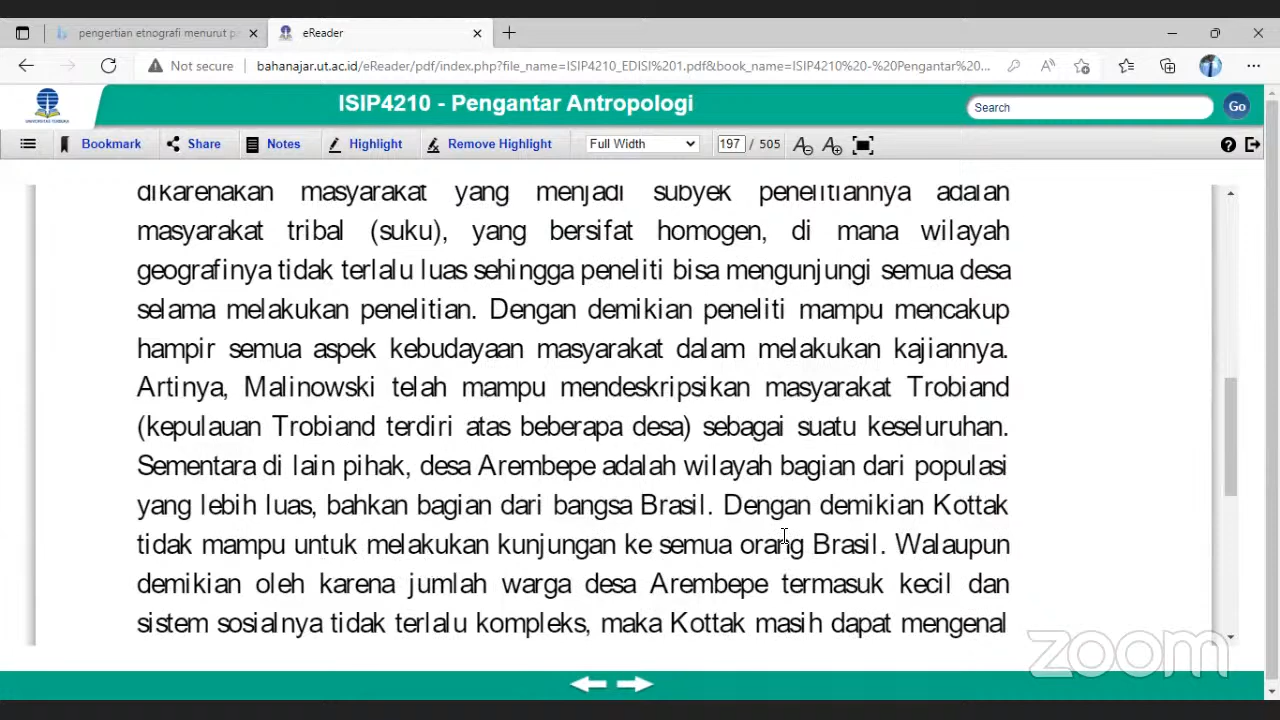 pengertian etnografi menurut p
eReader
Not secure
bahanajar.ut.ac.id/eReader/pdf/index.php?file_name=ISIP4210_EDISI%201.pdf&book_name=ISIP4210%20-%20Pengantar%20...
ISIP4210 - Pengantar Antropologi
Search
Go
Bookmark
Share
Notes
Highlight
Remove Highlight
Full Width
197 / 505
dikarenakan masyarakat yang menjadi subyek penelitiannya adalah
masyarakat tribal (suku), yang bersifat homogen, di mana wilayah
geografinya tidak terlalu luas sehingga peneliti bisa mengunjungi semua desa
selama melakukan penelitian. Dengan demikian peneliti mampu mencakup
hampir semua aspek kebudayaan masyarakat dalam melakukan kajiannya.
Artinya, Malinowski telah mampu mendeskripsikan masyarakat Trobiand
(kepulauan Trobiand terdiri atas beberapa desa) sebagai suatu keseluruhan.
Sementara di lain pihak, desa Arembepe adalah wilayah bagian dari populasi
yang lebih luas, bahkan bagian dari bangsa Brasil. Dengan demikian Kottak
tidak mampu untuk melakukan kunjungan ke semua orang Brasil. Walaupun
demikian oleh karena jumlah warga desa Arembepe termasuk kecil dan
sistem sosialnya tidak terlalu kompleks, maka Kottak masih dapat mengenal
zoom